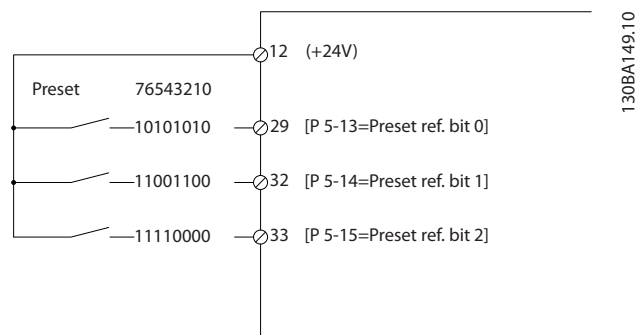 12 (+24V)
Preset 76543210
10101010 29 [P 5-13=Preset ref. bit 0]
11001100 32 [P 5-14=Preset ref. bit 1]
11110000 33 [P 5-15=Preset ref. bit 2]
130BA149.10